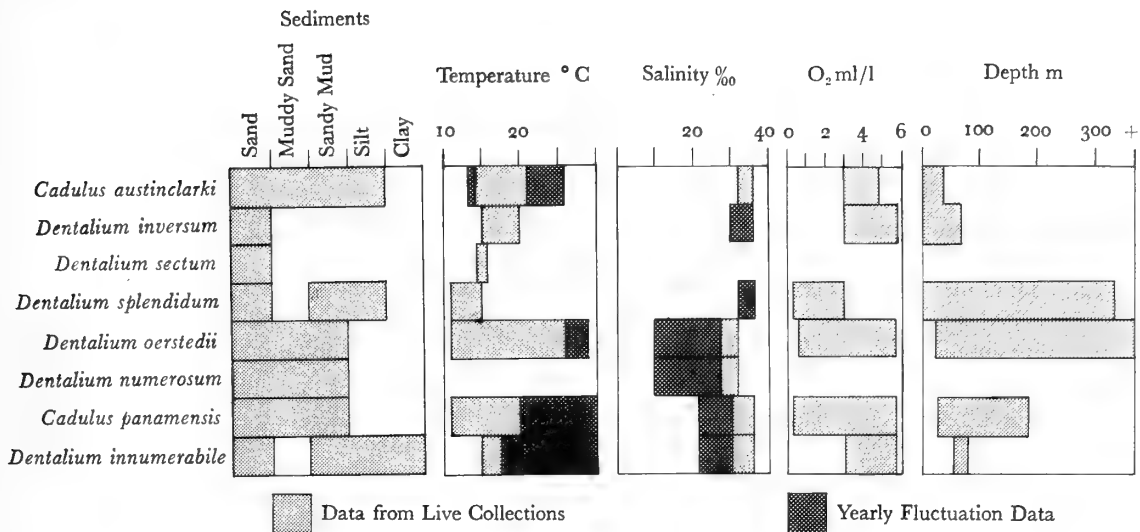 Sediments
Sand
Muddy Sand
Sandy Mud
Silt
Clay
Temperature °C
Salinity ‰
O₂ ml/l
Depth m
10 20
20 40
0 2 4 6
0 100 300 +
Cadulus austinclarki
Dentalium inversum
Dentalium sectum
Dentalium splendidum
Dentalium oerstedii
Dentalium numerosum
Cadulus panamensis
Dentalium innumerabile
Data from Live Collections
Yearly Fluctuation Data